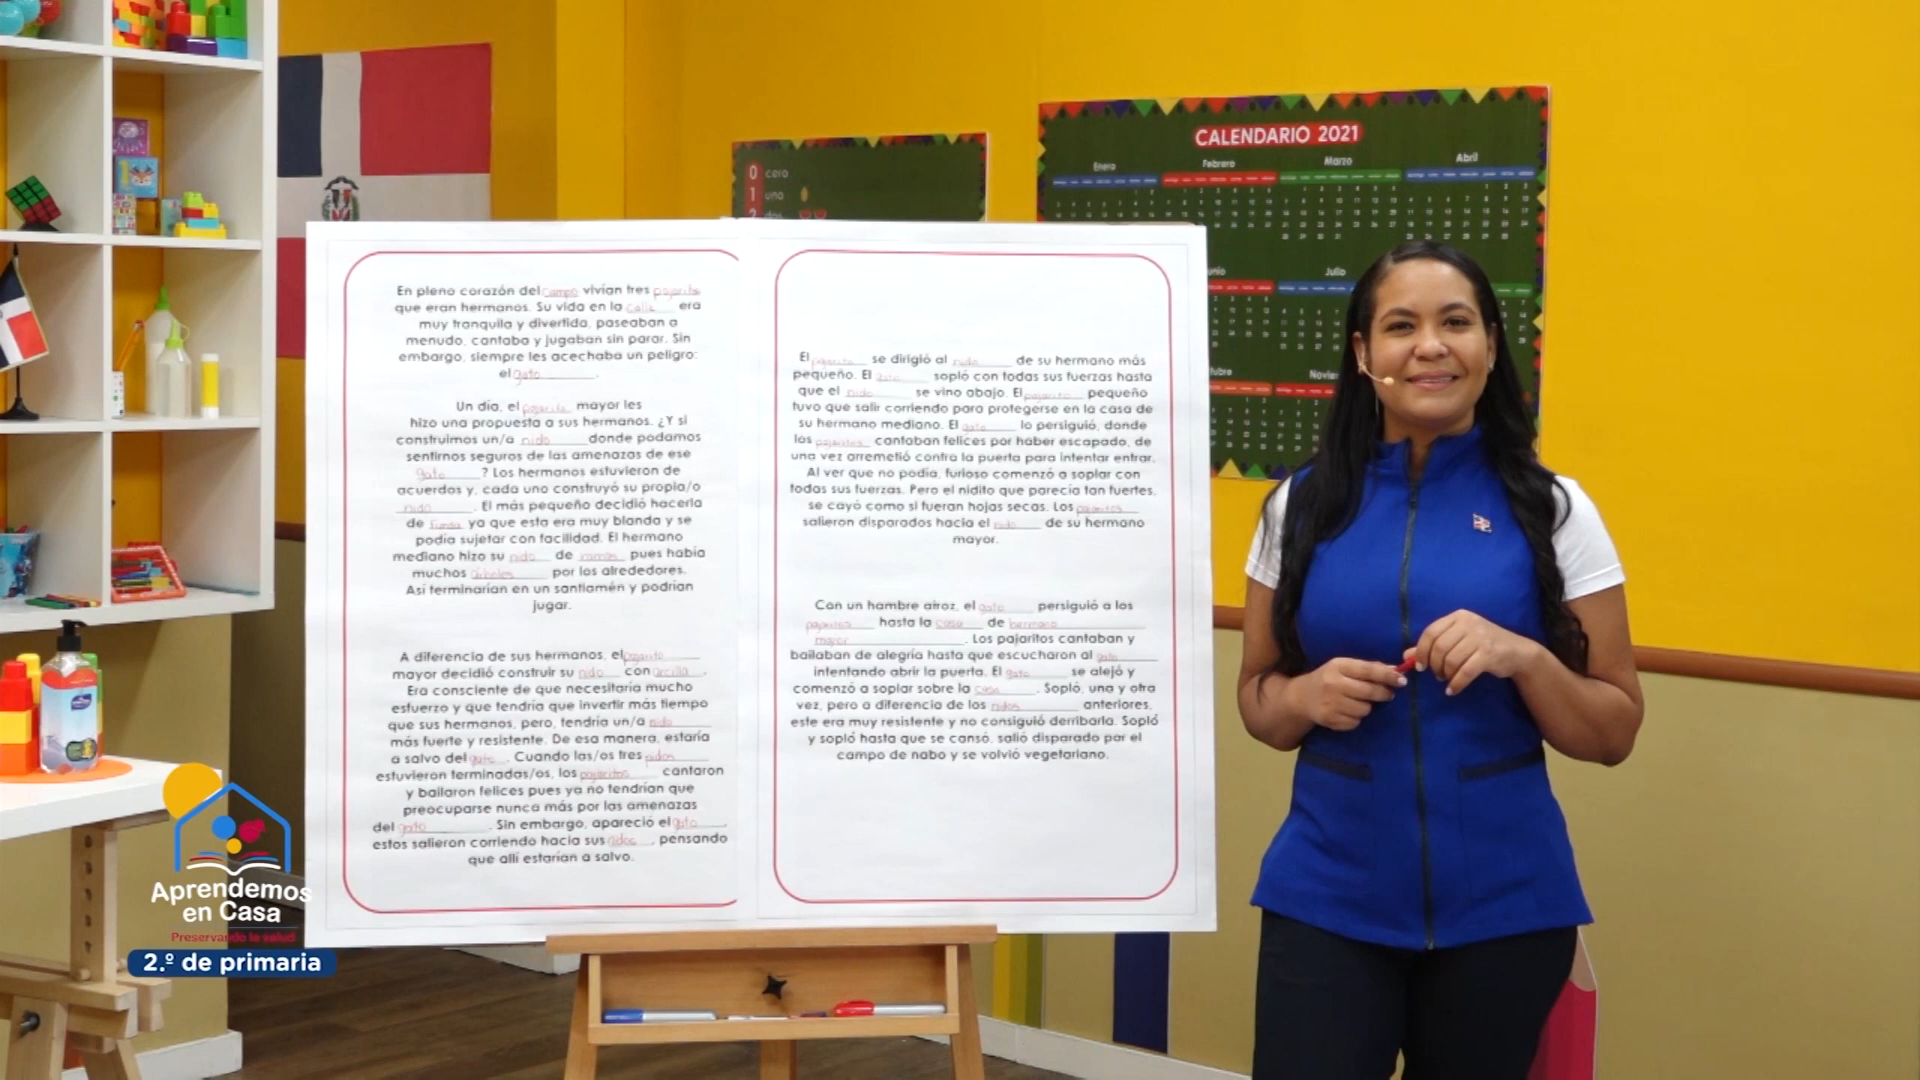 CALENDARIO 2021
Enero
Febrero
Marzo
Abril
Julio
0 cero
1 uno
2 dos
En pleno corazón del campo vivían tres pajaritos
que eran hermanos. Su vida en la calle era
muy tranquila y divertida, paseaban a
menudo, cantaba y jugaban sin parar. Sin
embargo, siempre les acechaba un peligro:
el gato.
Un día, el pajarito mayor les
hizo una propuesta a sus hermanos. ¿Y si
construimos un/a nido donde podamos
sentirnos seguros de las amenazas de ese
gato? Los hermanos estuvieron de
acuerdos y, cada uno construyó su propia/o
nido. El más pequeño decidió hacerla
de funda ya que esta era muy blanda y se
podía sujetar con facilidad. El hermano
mediano hizo su nido de ramas pues había
muchos árboles por los alrededores.
Así terminarían en un santiamén y podrían
jugar.
A diferencia de sus hermanos, el pajarito
mayor decidió construir su nido con arcilla.
Era consciente de que necesitaría mucho
esfuerzo y que tendría que invertir más tiempo
que sus hermanos, pero, tendría un/a nido
más fuerte y resistente. De esa manera, estaría
a salvo del gato. Cuando las/os tres nidos
estuvieron terminadas/os, los pajaritos cantaron
y bailaron felices pues ya no tendrían que
preocuparse nunca más por las amenazas
del gato. Sin embargo, apareció el gato,
estos salieron corriendo hacia sus nidos, pensando
que allí estarían a salvo.
El pajarito se dirigió al nido de su hermano más
pequeño. El gato sopló con todas sus fuerzas hasta
que el nido se vino abajo. El pajarito pequeño
tuvo que salir corriendo para protegerse en la casa de
su hermano mediano. El gato lo persiguió, donde
los pajaritos cantaban felices por haber escapado, de
una vez arremetió contra la puerta para intentar entrar.
Al ver que no podía, furioso comenzó a soplar con
todas sus fuerzas. Pero el nidito que parecía tan fuertes,
se cayó como si fueran hojas secas. Los pajaritos
salieron disparados hacia el nido de su hermano
mayor.
Con un hambre atroz, el gato persiguió a los
pajaritos hasta la casa de hermano
mayor. Los pajaritos cantaban y
bailaban de alegría hasta que escucharon al gato
intentando abrir la puerta. El gato se alejó y
comenzó a soplar sobre la casa. Sopló, una y otra
vez, pero a diferencia de los nidos anteriores,
este era muy resistente y no consiguió derribarla. Sopló
y sopló hasta que se cansó, salió disparado por el
campo de nabo y se volvió vegetariano.
Aprendemos
en Casa
Preservando la salud
2.º de primaria